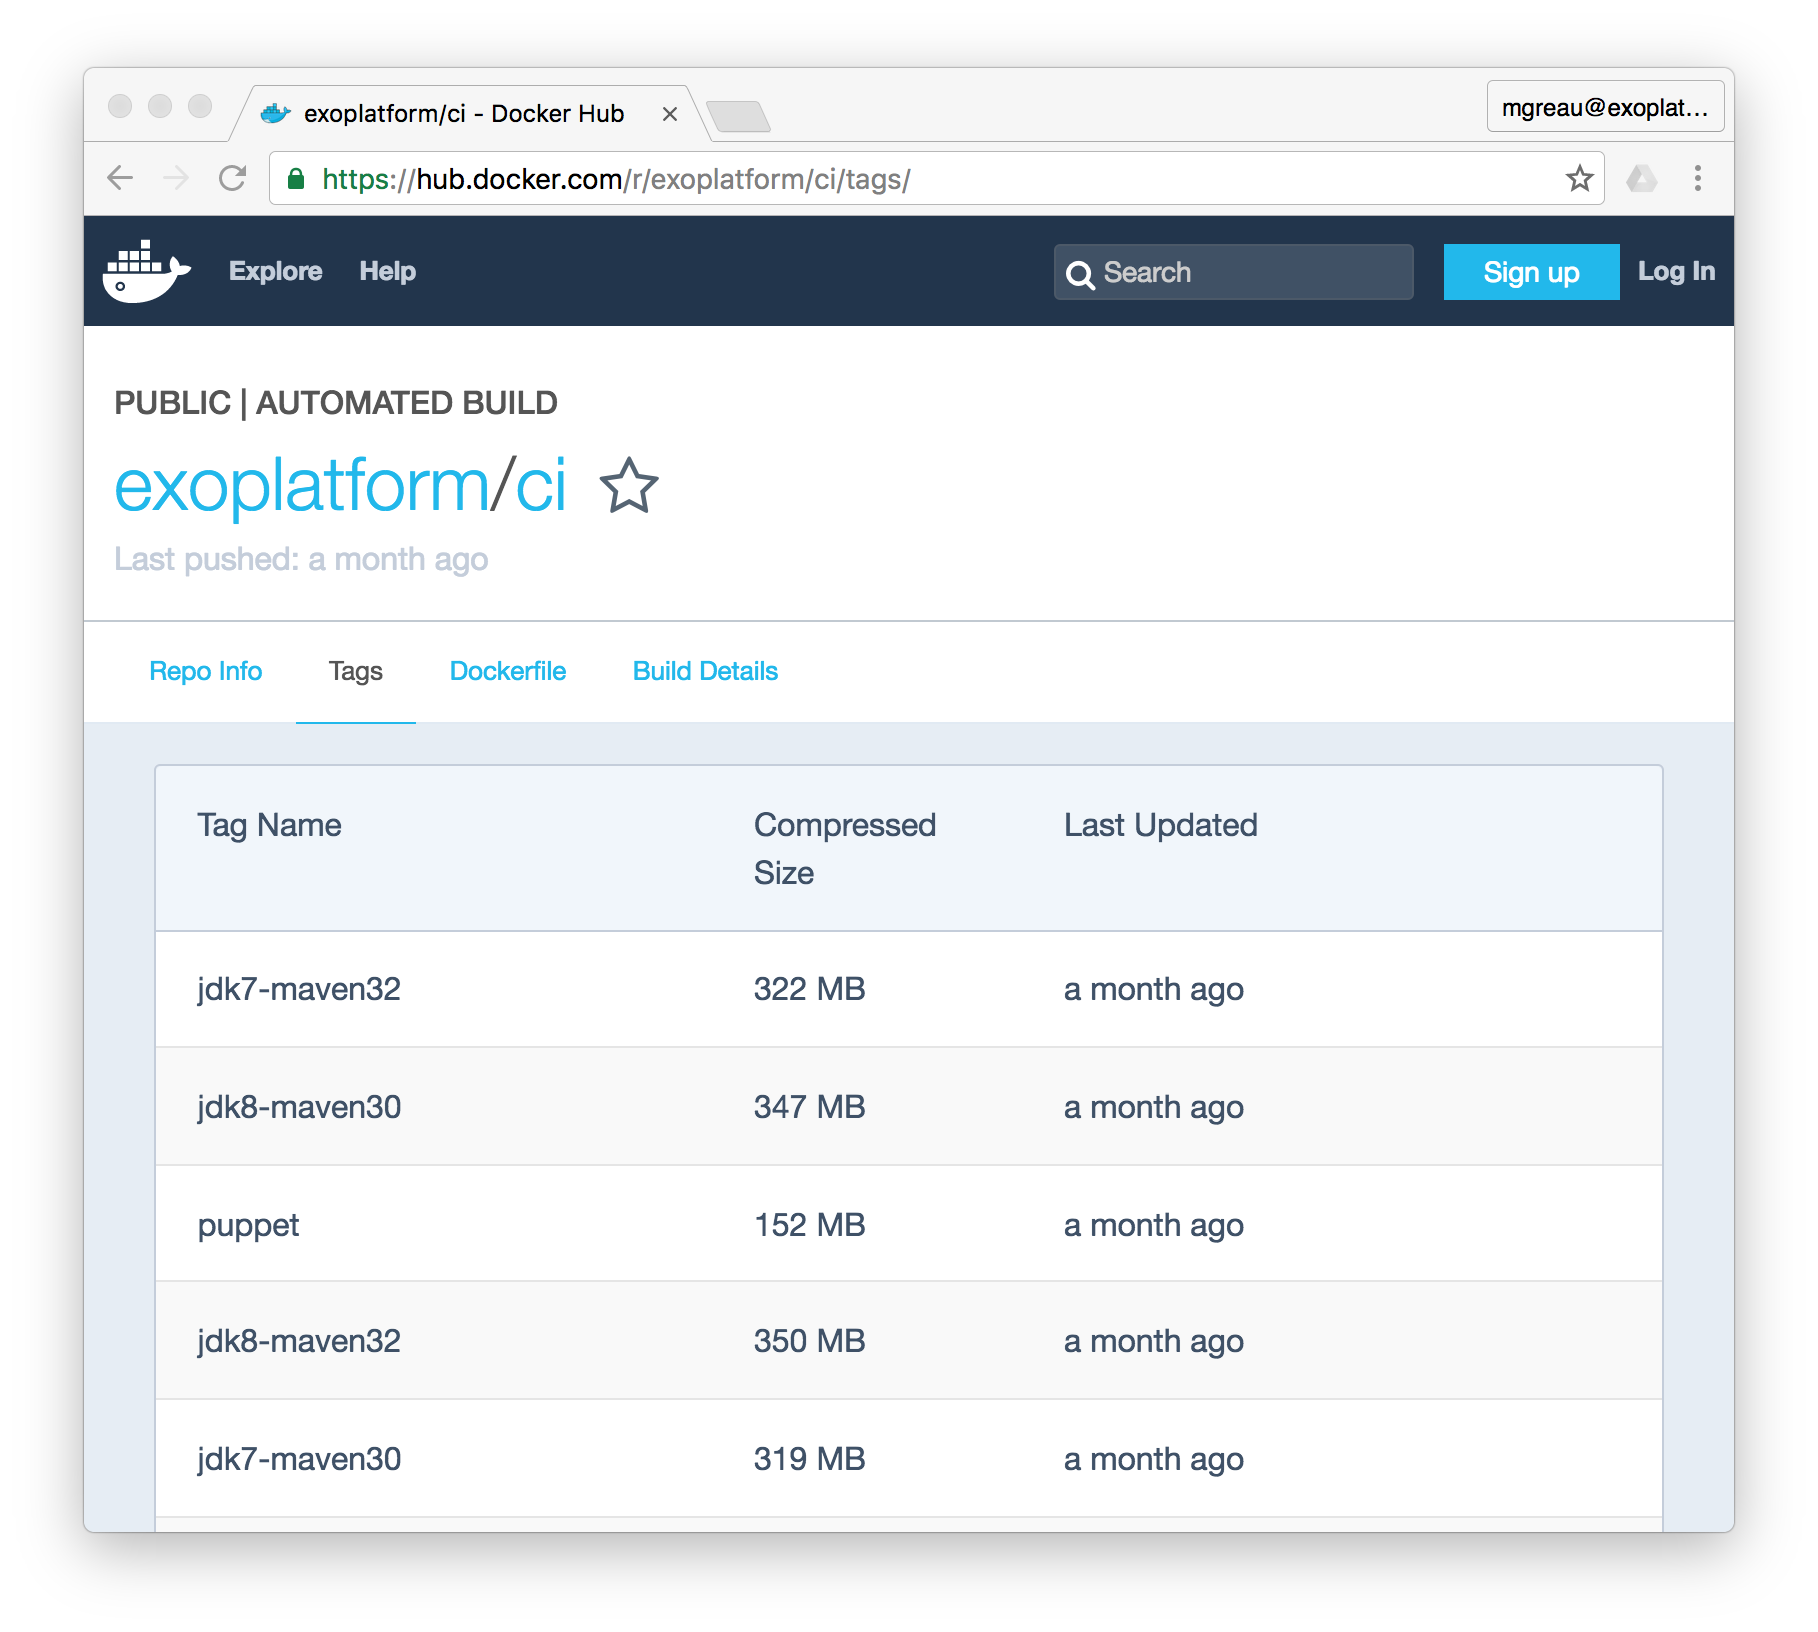 exoplatform/ci - Docker Hub
mgreau@exoplat...
https://hub.docker.com/r/exoplatform/ci/tags/
Explore Help Search Sign up Log In
PUBLIC | AUTOMATED BUILD
exoplatform/ci
Last pushed: a month ago
Repo Info Tags Dockerfile Build Details
Tag Name Compressed Size Last Updated
jdk7-maven32 322 MB a month ago
jdk8-maven30 347 MB a month ago
puppet 152 MB a month ago
jdk8-maven32 350 MB a month ago
jdk7-maven30 319 MB a month ago